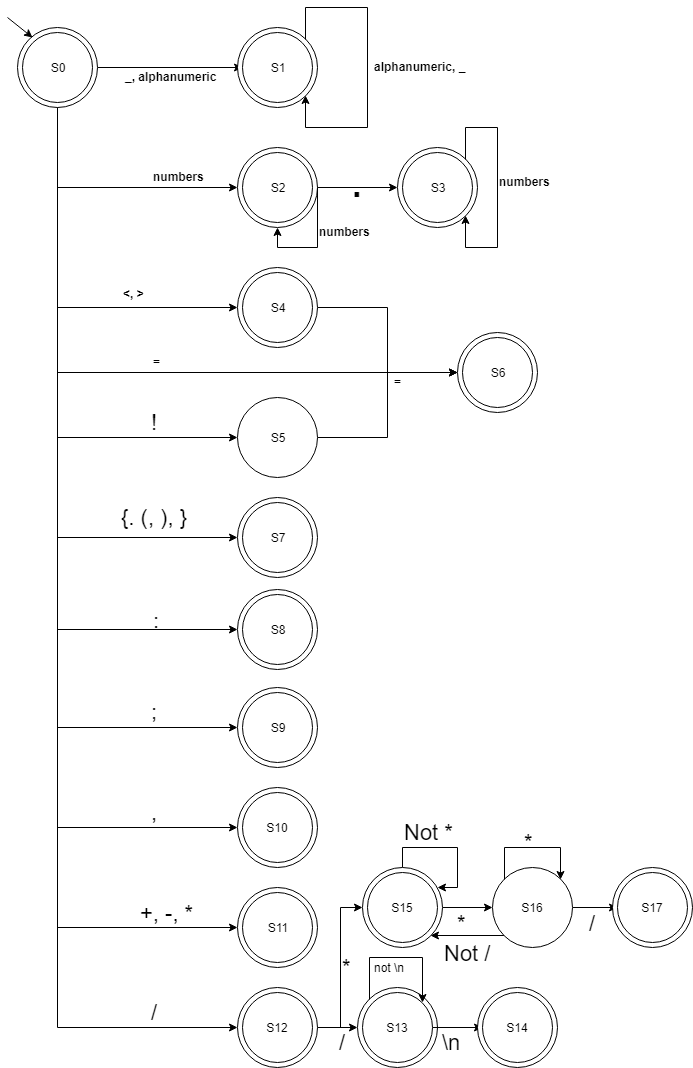 S0
_, alphanumeric
S1
alphanumeric, _
numbers
S2
.
S3
numbers
numbers
<, >
S4
=
=
S6
!
S5
{. (, ), }
S7
:
S8
;
S9
,
S10
Not *
*
+, -, *
S11
S15
*
S16
/
S17
Not /
*
not \n
/
S12
/
S13
\n
S14